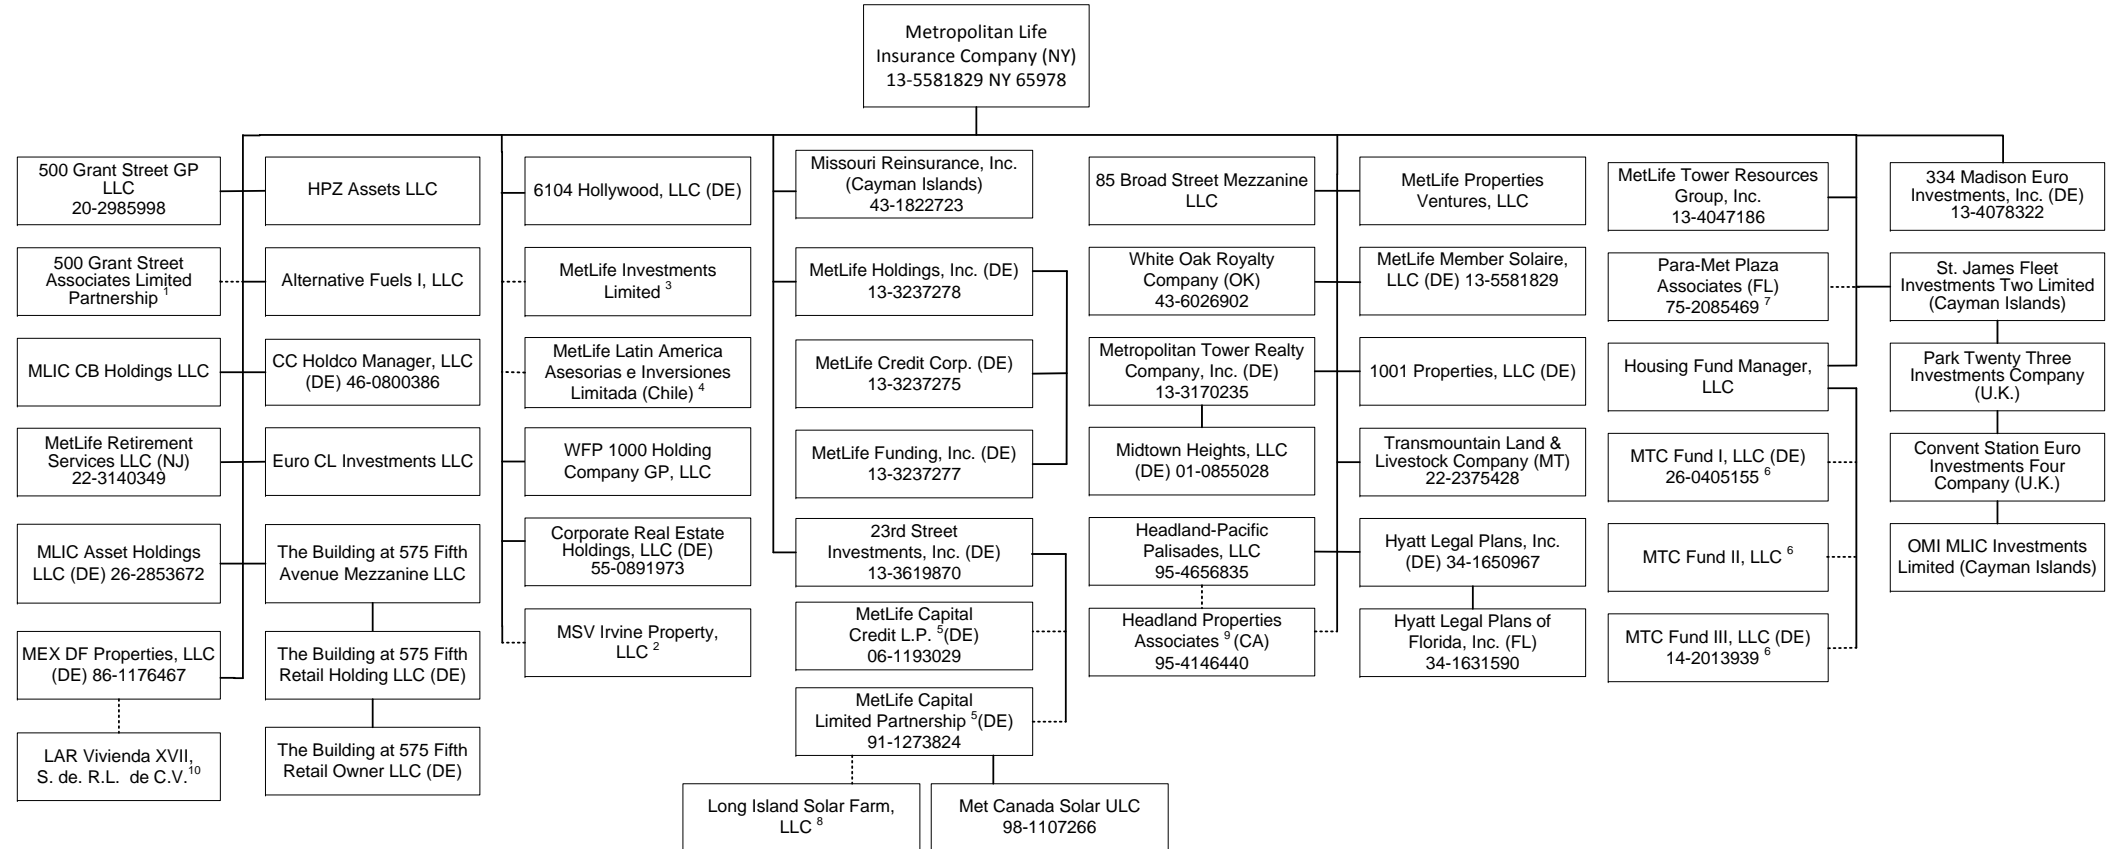 Metropolitan Life
Insurance Company (NY)
13-5581829 NY 65978
500 Grant Street GP
LLC
20-2985998
500 Grant Street
Associates Limited
Partnership 1
MLIC CB Holdings LLC
MetLife Retirement
Services LLC (NJ)
22-3140349
MLIC Asset Holdings
LLC (DE) 26-2853672
MEX DF Properties, LLC
(DE) 86-1176467
LAR Vivienda XVII,
S. de. R.L. de C.V.10
HPZ Assets LLC
Alternative Fuels I, LLC
CC Holdco Manager, LLC
(DE) 46-0800386
Euro CL Investments LLC
The Building at 575 Fifth
Avenue Mezzanine LLC
The Building at 575 Fifth
Retail Holding LLC (DE)
The Building at 575 Fifth
Retail Owner LLC (DE)
6104 Hollywood, LLC (DE)
MetLife Investments
Limited 3
MetLife Latin America
Asesorias e Inversiones
Limitada (Chile) 4
WFP 1000 Holding
Company GP, LLC
Corporate Real Estate
Holdings, LLC (DE)
55-0891973
MSV Irvine Property,
LLC 2
Missouri Reinsurance, Inc.
(Cayman Islands)
43-1822723
MetLife Holdings, Inc. (DE)
13-3237278
MetLife Credit Corp. (DE)
13-3237275
MetLife Funding, Inc. (DE)
13-3237277
23rd Street
Investments, Inc. (DE)
13-3619870
MetLife Capital
Credit L.P. 5(DE)
06-1193029
MetLife Capital
Limited Partnership 5(DE)
91-1273824
Long Island Solar Farm,
LLC 8
Met Canada Solar ULC
98-1107266
85 Broad Street Mezzanine
LLC
White Oak Royalty
Company (OK)
43-6026902
Metropolitan Tower Realty
Company, Inc. (DE)
13-3170235
Midtown Heights, LLC
(DE) 01-0855028
Headland-Pacific
Palisades, LLC
95-4656835
Headland Properties
Associates 9 (CA)
95-4146440
MetLife Properties
Ventures, LLC
MetLife Member Solaire,
LLC (DE) 13-5581829
1001 Properties, LLC (DE)
Transmountain Land &
Livestock Company (MT)
22-2375428
Hyatt Legal Plans, Inc.
(DE) 34-1650967
Hyatt Legal Plans of
Florida, Inc. (FL)
34-1631590
MetLife Tower Resources
Group, Inc.
13-4047186
Para-Met Plaza
Associates (FL)
75-2085469 7
Housing Fund Manager,
LLC
MTC Fund I, LLC (DE)
26-0405155 6
MTC Fund II, LLC 6
MTC Fund III, LLC (DE)
14-2013939 6
334 Madison Euro
Investments, Inc. (DE)
13-4078322
St. James Fleet
Investments Two Limited
(Cayman Islands)
Park Twenty Three
Investments Company
(U.K.)
Convent Station Euro
Investments Four
Company (U.K.)
OMI MLIC Investments
Limited (Cayman Islands)